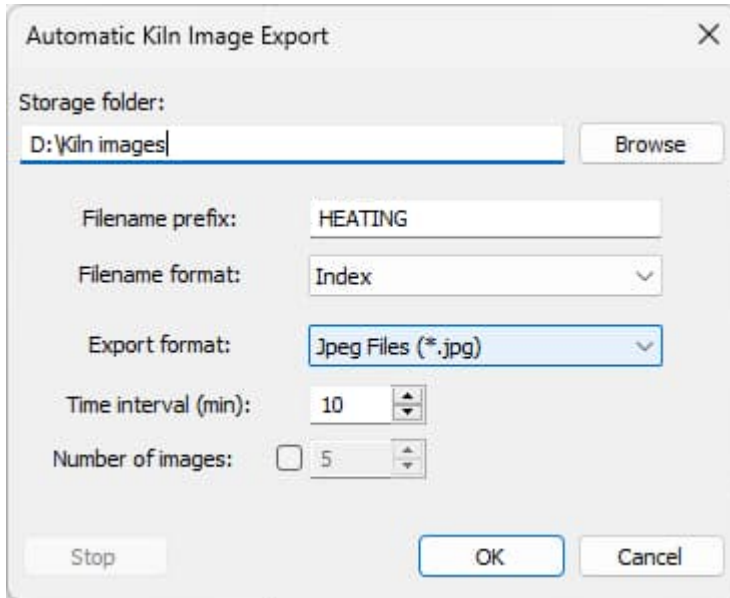 Automatic Kiln Image Export
Storage folder:
D:\Kiln images
Browse
Filename prefix: HEATING
Filename format: Index
Export format: Jpeg Files (*.jpg)
Time interval (min): 10
Number of images: 5
Stop OK Cancel